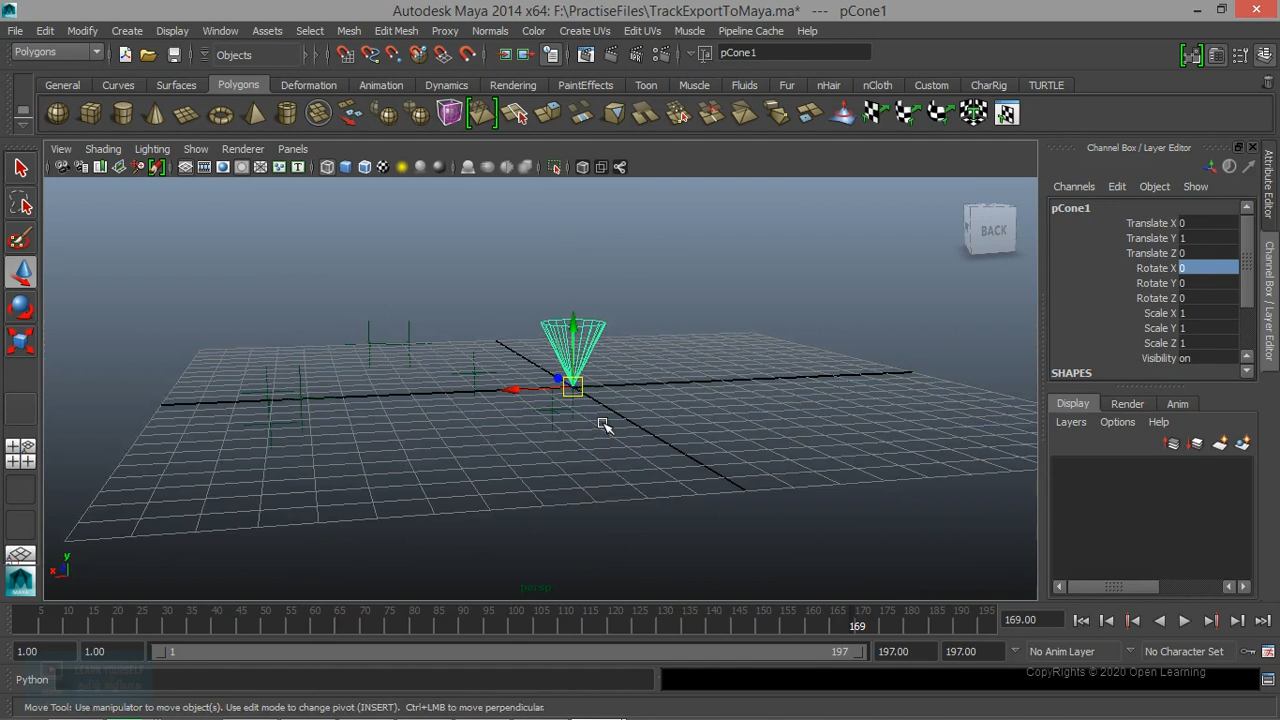 Autodesk Maya 2014 x64: F:\PractiseFiles\TrackExportToMaya.ma* --- pCone1
File Edit Modify Create Display Window Assets Select Mesh Edit Mesh Proxy Normals Color Create UVs Edit UVs Muscle Pipeline Cache Help
Polygons Objects pCone1
General Curves Surfaces Polygons Deformation Animation Dynamics Rendering PaintEffects Toon Muscle Fluids Fur nHair nCloth Custom CharRig TURTLE
View Shading Lighting Show Renderer Panels
BACK
y
x
persp
Channel Box / Layer Editor
Channels Edit Object Show
pCone1
Translate X 0
Translate Y 1
Translate Z 0
Rotate X 0
Rotate Y 0
Rotate Z 0
Scale X 1
Scale Y 1
Scale Z 1
Visibility on
SHAPES
Display Render Anim
Layers Options Help
Attribute Editor
Channel Box / Layer Editor
5 10 15 20 25 30 35 40 45 50 55 60 65 70 75 80 85 90 95 100 105 110 115 120 125 130 135 140 145 150 155 160 165 170 175 180 185 190 195
169
169.00
1.00 1.00 1 197 197.00 197.00 No Anim Layer No Character Set
LEARN YOURSELF
CopyRights © 2020 Open Learning
Python
Move Tool: Use manipulator to move object(s). Use edit mode to change pivot (INSERT). Ctrl+LMB to move perpendicular.